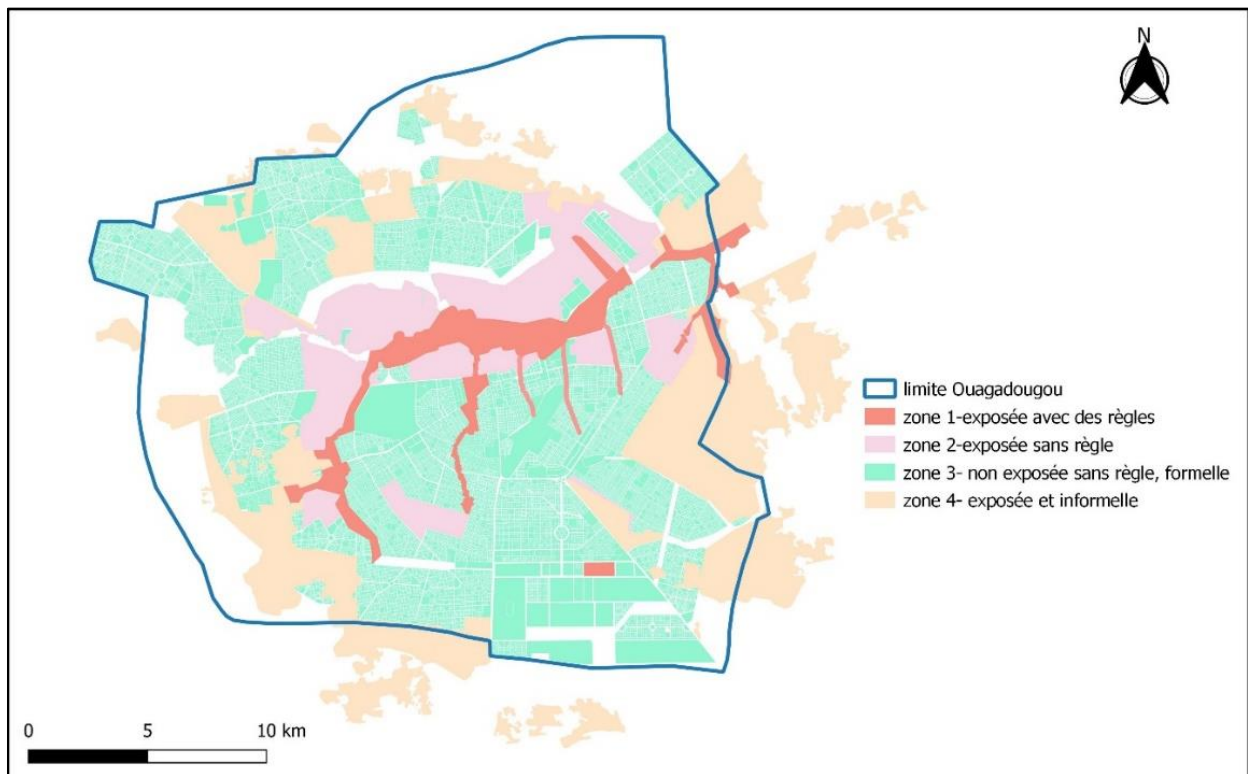 N
limite Ouagadougou
zone 1-exposée avec des règles
zone 2-exposée sans règle
zone 3- non exposée sans règle, formelle
zone 4- exposée et informelle
0 5 10 km